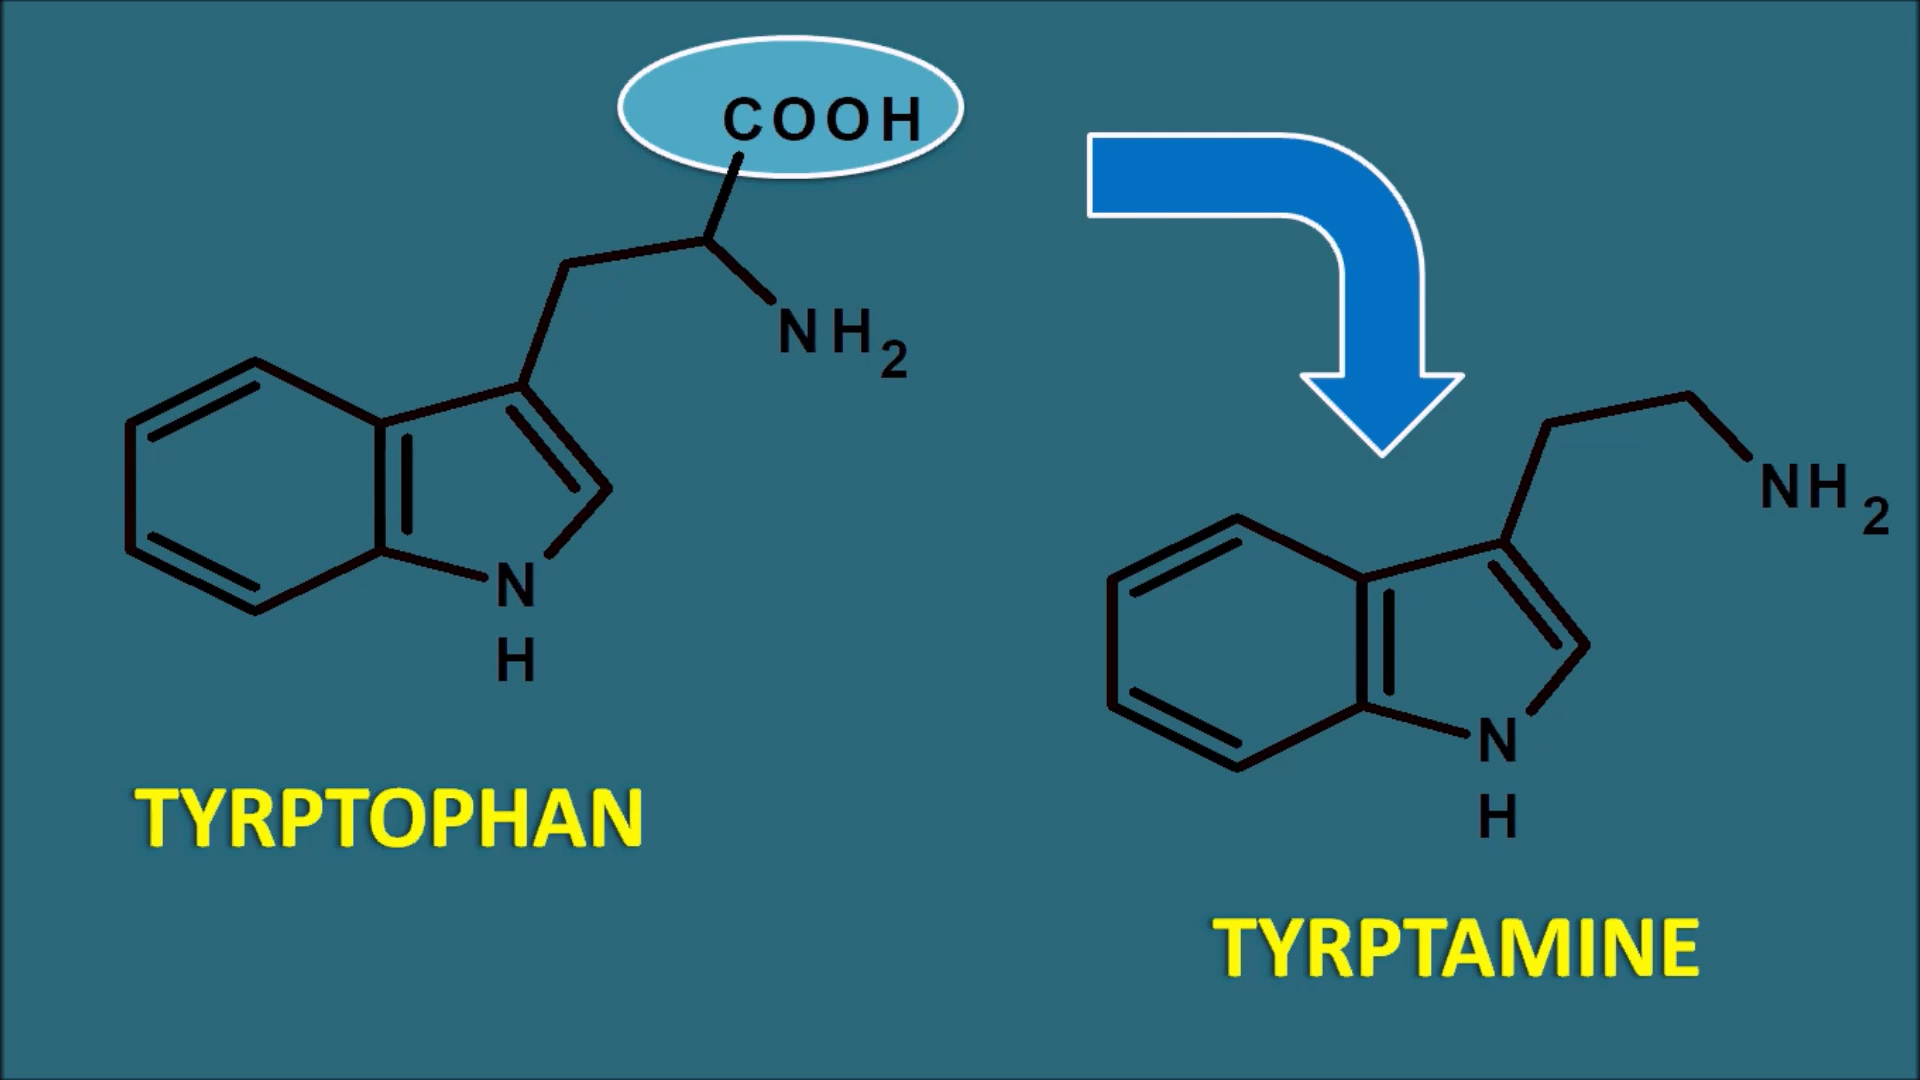 COOH
NH2
N
H
TYRPTOPHAN
NH2
N
H
TYRPTAMINE